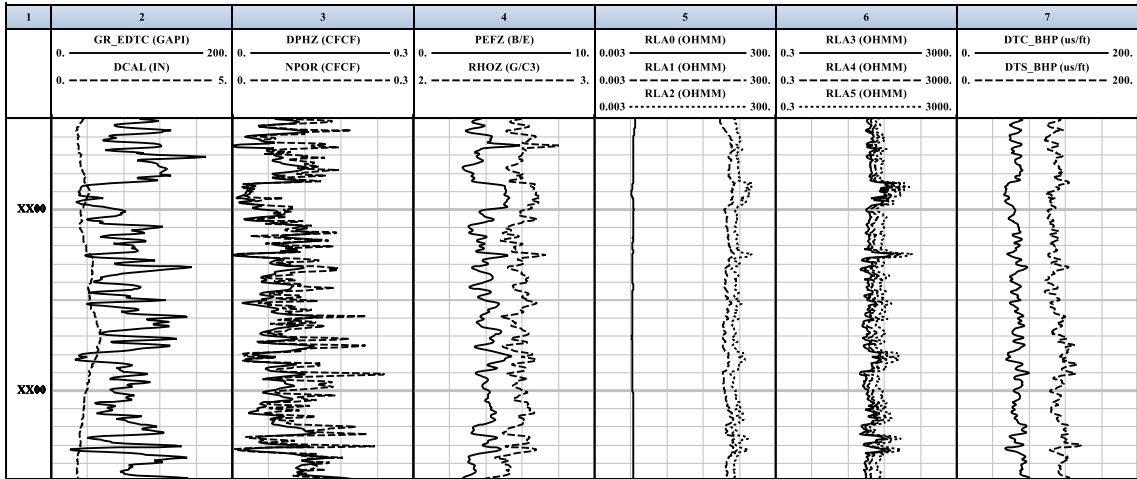 1 2 3 4 5 6 7
GR_EDTC (GAPI) DPHZ (CFCF) PEFZ (B/E) RLA0 (OHMM) RLA3 (OHMM) DTC_BHP (us/ft)
0. 200. 0. 0.3 0. 10. 0.003 300. 0.3 3000. 0. 200.
DCAL (IN) NPOR (CFCF) RHOZ (G/C3) RLA1 (OHMM) RLA4 (OHMM) DTS_BHP (us/ft)
0. 5. 0. 0.3 2. 3. 0.003 300. 0.3 3000. 0. 200.
RLA2 (OHMM) RLA5 (OHMM)
0.003 300. 0.3 3000.
XX00
XX00